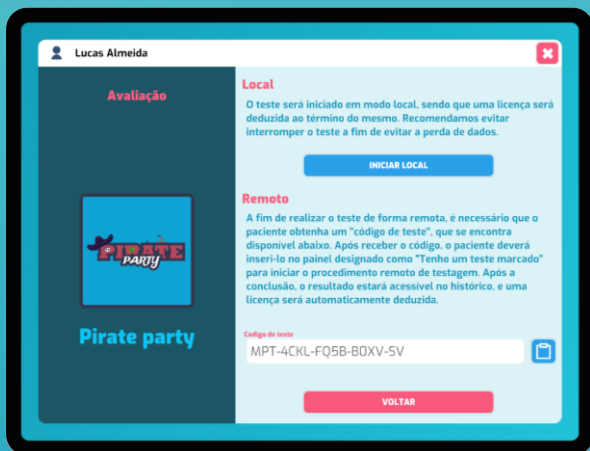 Lucas Almeida
Avaliação
PIRATE
PARTY
Pirate party
Local
O teste será iniciado em modo local, sendo que uma licença será
deduzida ao término do mesmo. Recomendamos evitar
interromper o teste a fim de evitar a perda de dados.
INICIAR LOCAL
Remoto
A fim de realizar o teste de forma remota, é necessário que o
paciente obtenha um "código de teste", que se encontra
disponível abaixo. Após receber o código, o paciente deverá
inseri-lo no painel designado como "Tenho um teste marcado"
para iniciar o procedimento remoto de testagem. Após a
conclusão, o resultado estará acessível no histórico, e uma
licença será automaticamente deduzida.
Codigo de teste
MPT-4CKL-FQ5B-B0XV-SV
VOLTAR